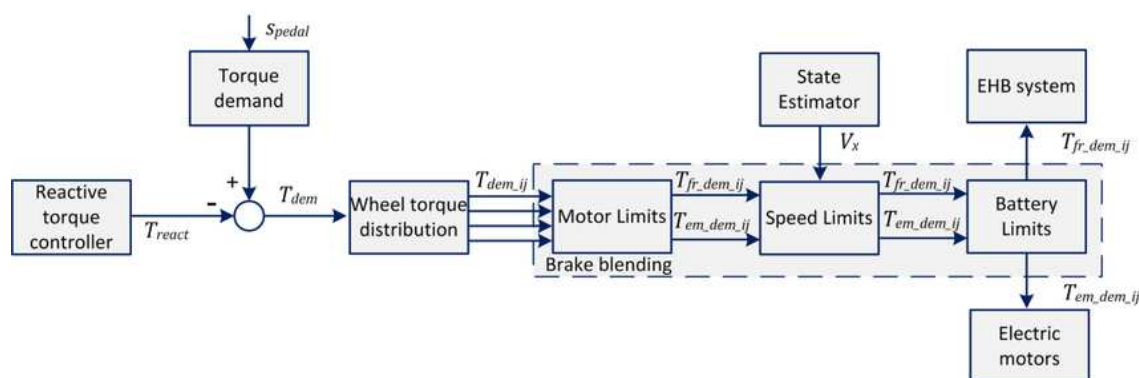 s_pedal
Torque
demand
State
Estimator
EHB system
V_x
T_fr_dem_ij
+
-
T_dem
T_dem_ij
T_fr_dem_ij
T_fr_dem_ij
Reactive
torque
controller
T_react
Wheel torque
distribution
Motor Limits
T_em_dem_ij
Speed Limits
T_em_dem_ij
Battery
Limits
Brake blending
T_em_dem_ij
Electric
motors